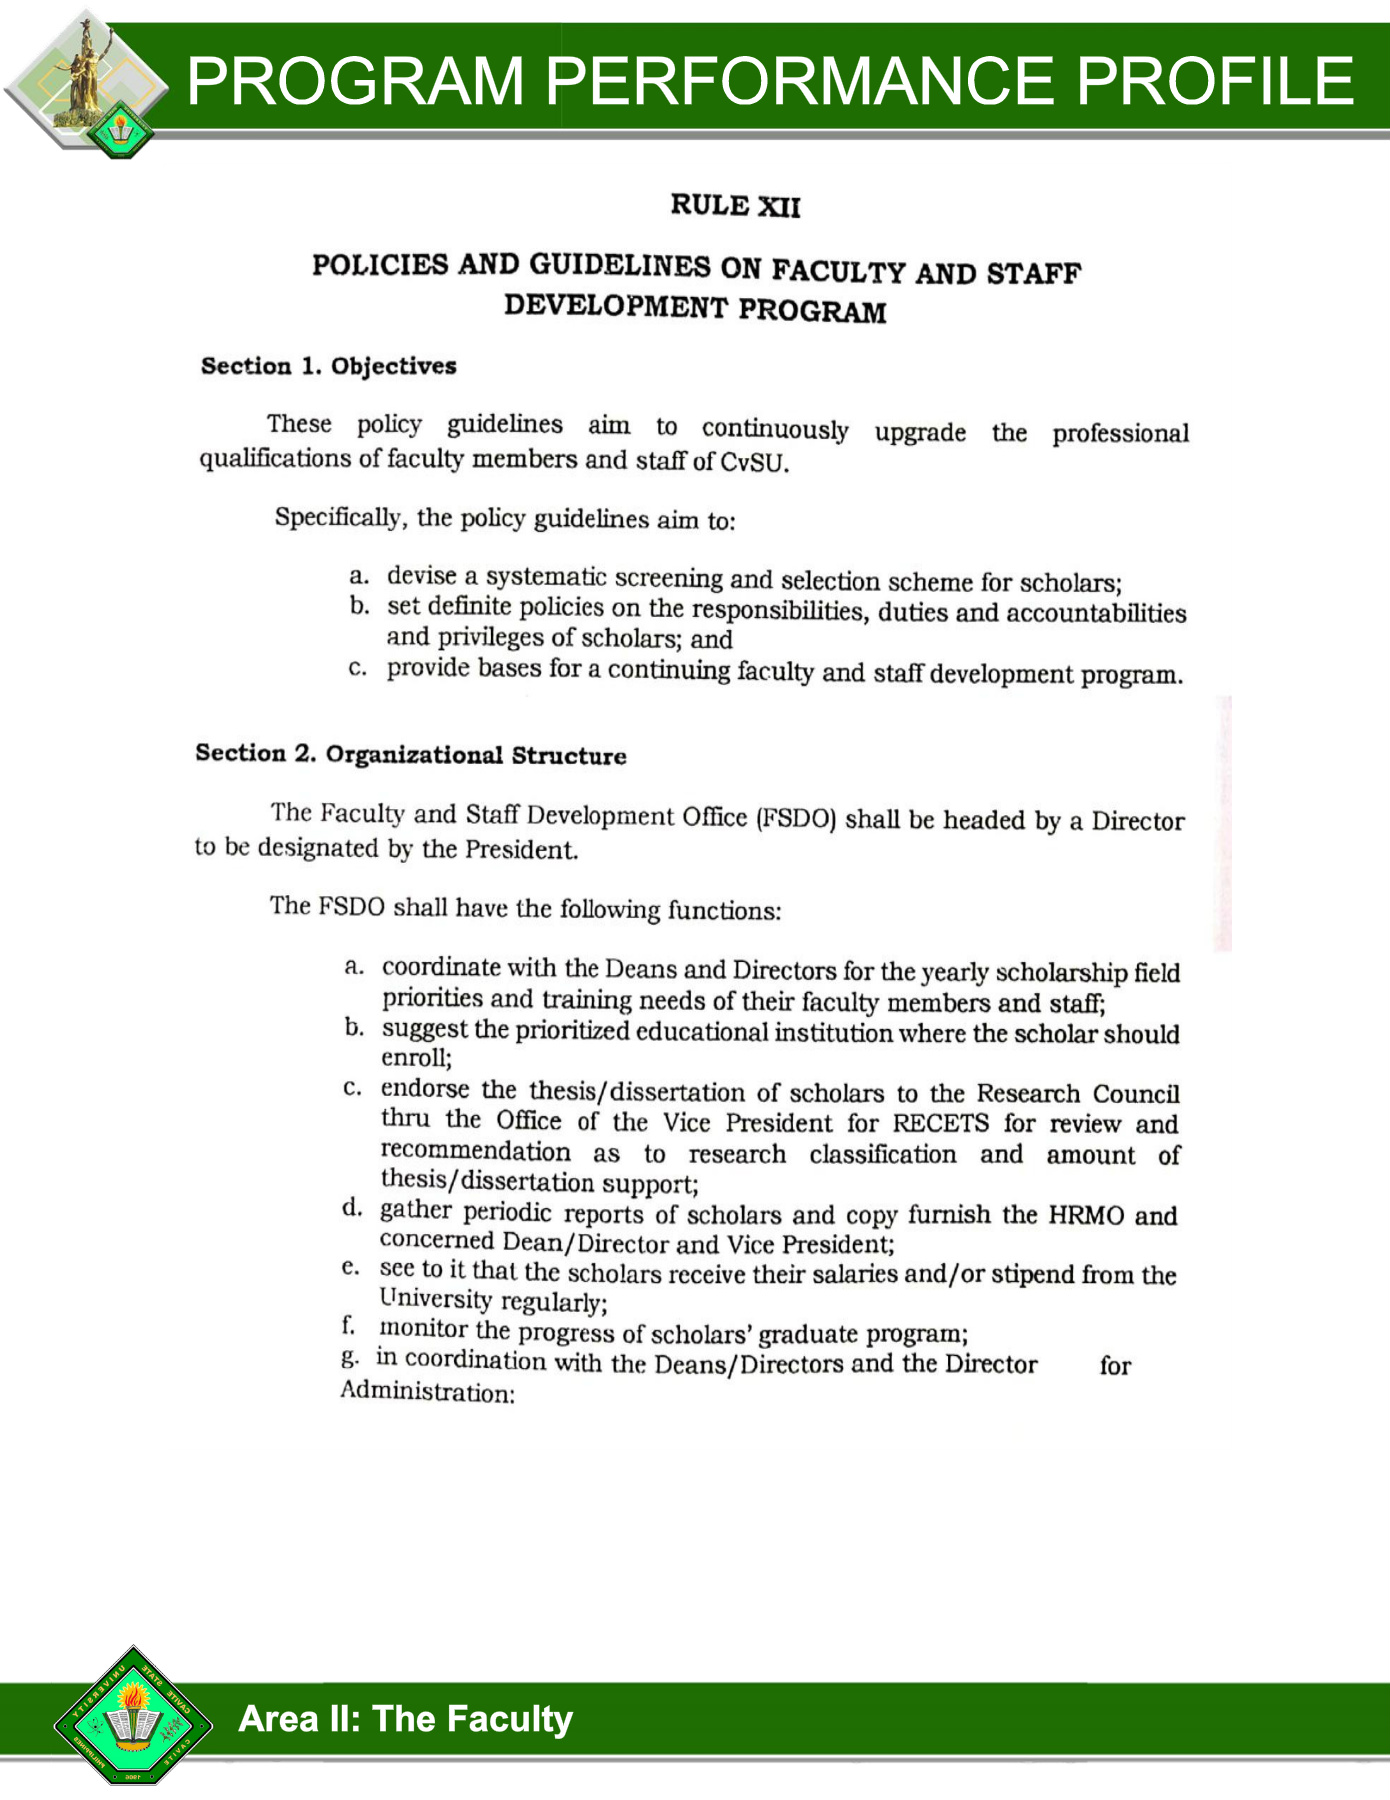 PROGRAM PERFORMANCE PROFILE
RULE XII
POLICIES AND GUIDELINES ON FACULTY AND STAFF
DEVELOPMENT PROGRAM
Section 1. Objectives
These policy guidelines aim to continuously upgrade the professional
qualifications of faculty members and staff of CvSU.
Specifically, the policy guidelines aim to:
a. devise a systematic screening and selection scheme for scholars;
b. set definite policies on the responsibilities, duties and accountabilities
and privileges of scholars; and
c. provide bases for a continuing faculty and staff development program.
Section 2. Organizational Structure
The Faculty and Staff Development Office (FSDO) shall be headed by a Director
to be designated by the President.
The FSDO shall have the following functions:
a. coordinate with the Deans and Directors for the yearly scholarship field
priorities and training needs of their faculty members and staff;
b. suggest the prioritized educational institution where the scholar should
enroll;
c. endorse the thesis/dissertation of scholars to the Research Council
thru the Office of the Vice President for RECETS for review and
recommendation as to research classification and amount of
thesis/dissertation support;
d. gather periodic reports of scholars and copy furnish the HRMO and
concerned Dean/Director and Vice President;
e. see to it that the scholars receive their salaries and/or stipend from the
University regularly;
f. monitor the progress of scholars' graduate program;
g. in coordination with the Deans/Directors and the Director for
Administration:
CAVITE STATE UNIVERSITY
CAVITE
PHILIPPINES
1906
Area II: The Faculty